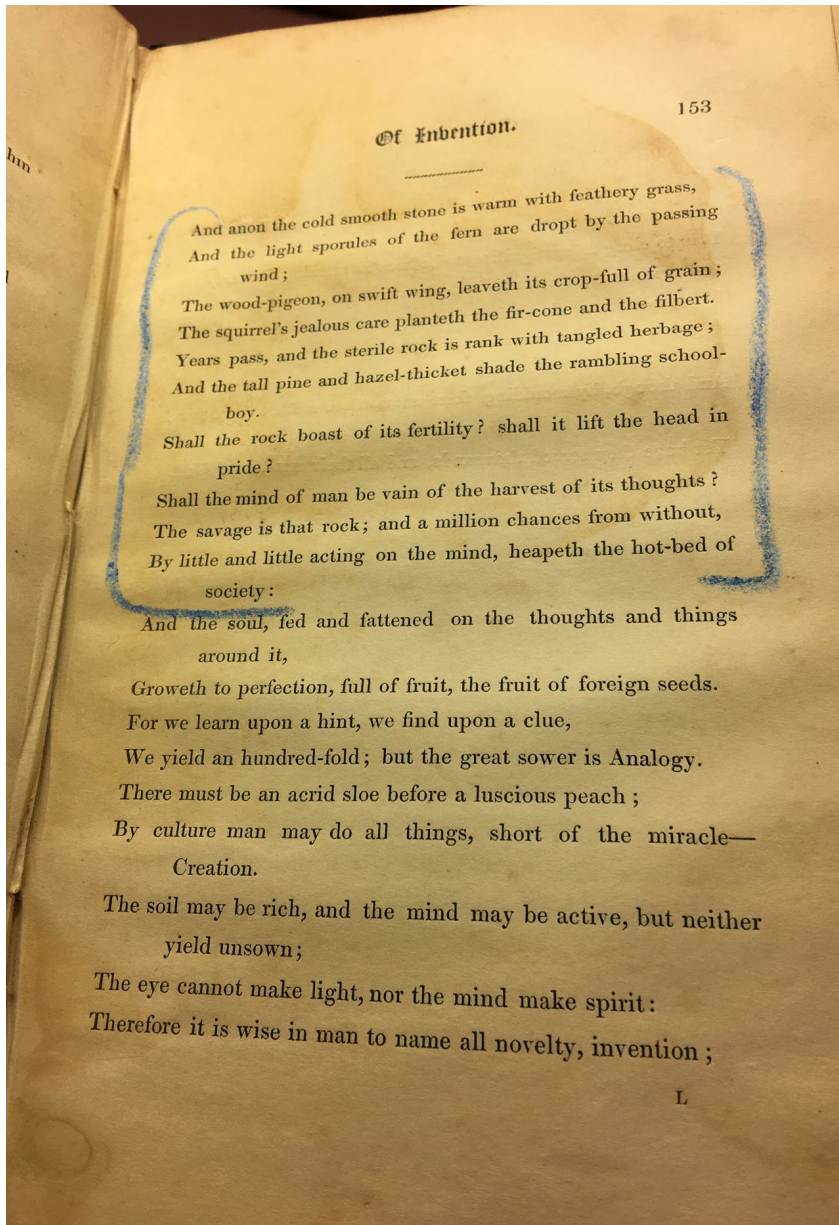 hin
153
Of Invention.
And anon the cold smooth stone is warm with feathery grass,
And the light sporules of the fern are dropt by the passing
wind;
The wood-pigeon, on swift wing, leaveth its crop-full of grain;
The squirrel's jealous care planteth the fir-cone and the filbert.
Years pass, and the sterile rock is rank with tangled herbage;
And the tall pine and hazel-thicket shade the rambling school-
boy.
Shall the rock boast of its fertility? shall it lift the head in
pride?
Shall the mind of man be vain of the harvest of its thoughts?
The savage is that rock; and a million chances from without,
By little and little acting on the mind, heapeth the hot-bed of
society:
And the soul, fed and fattened on the thoughts and things
around it,
Groweth to perfection, full of fruit, the fruit of foreign seeds.
For we learn upon a hint, we find upon a clue,
We yield an hundred-fold; but the great sower is Analogy.
There must be an acrid sloe before a luscious peach;
By culture man may do all things, short of the miracle—
Creation.
The soil may be rich, and the mind may be active, but neither
yield unsown;
The eye cannot make light, nor the mind make spirit:
Therefore it is wise in man to name all novelty, invention;
L